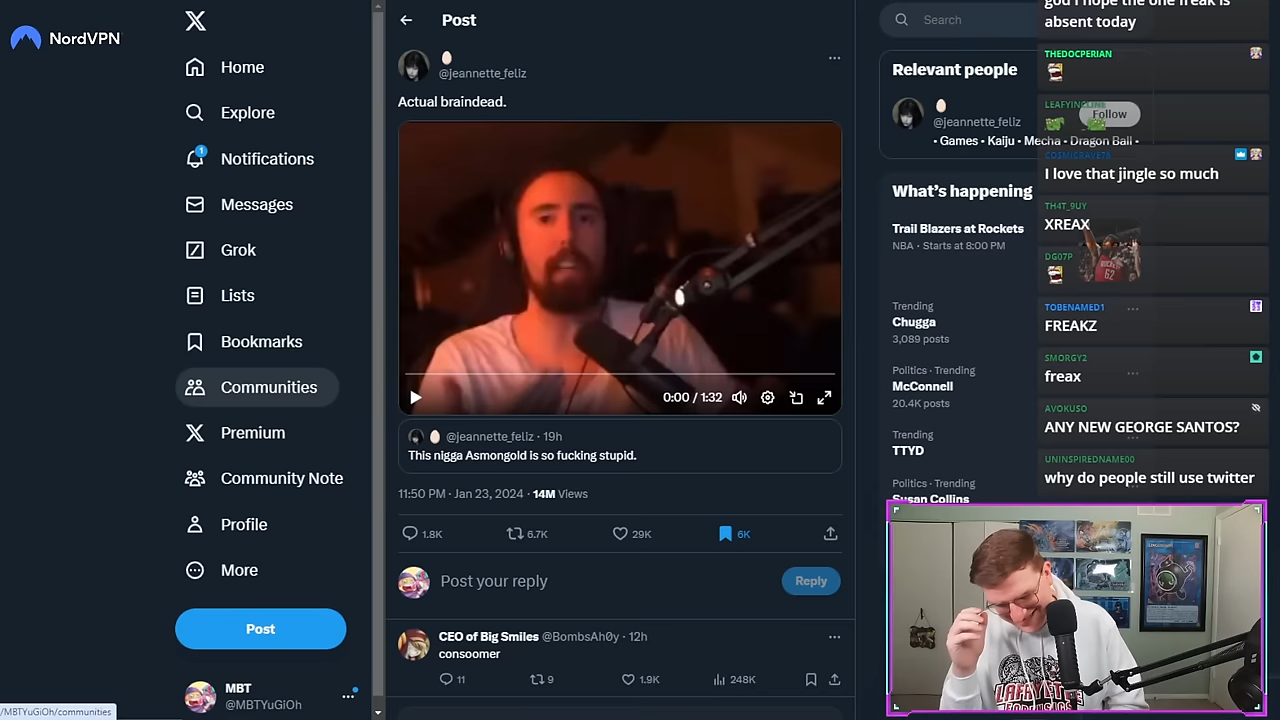 NordVPN
Home
Explore
1
Notifications
Messages
Grok
Lists
Bookmarks
Communities
Premium
Community Note
Profile
More
Post
MBT
@MBTYuGiOh
/MBTYuGiOh/communities
Post
@jeannette_feliz
Actual braindead.
0:00 / 1:32
@jeannette_feliz · 19h
This nigga Asmongold is so fucking stupid.
11:50 PM · Jan 23, 2024 · 14M Views
1.8K
6.7K
29K
6K
Post your reply
Reply
CEO of Big Smiles @BombsAh0y · 12h
consoomer
11
9
1.9K
248K
Search
Relevant people
@jeannette_feliz
Follow
• Games • Kaiju • Mecha • Dragon Ball •
What's happening
Trail Blazers at Rockets
NBA · Starts at 8:00 PM
Trending
Chugga
3,089 posts
Politics · Trending
McConnell
20.4K posts
Trending
TTYD
Politics · Trending
Susan Collins
god I hope the one freak is
absent today
THEDOCPERIAN
LEAFYINGLINE
I love that jingle so much
TH4T_9UY
XREAX
DG07P
TOBENAMED1
FREAKZ
SMORGY2
freax
AVOKUSO
ANY NEW GEORGE SANTOS?
UNINSPIREDNAME00
why do people still use twitter
LAFAYETTE
FORENSICS